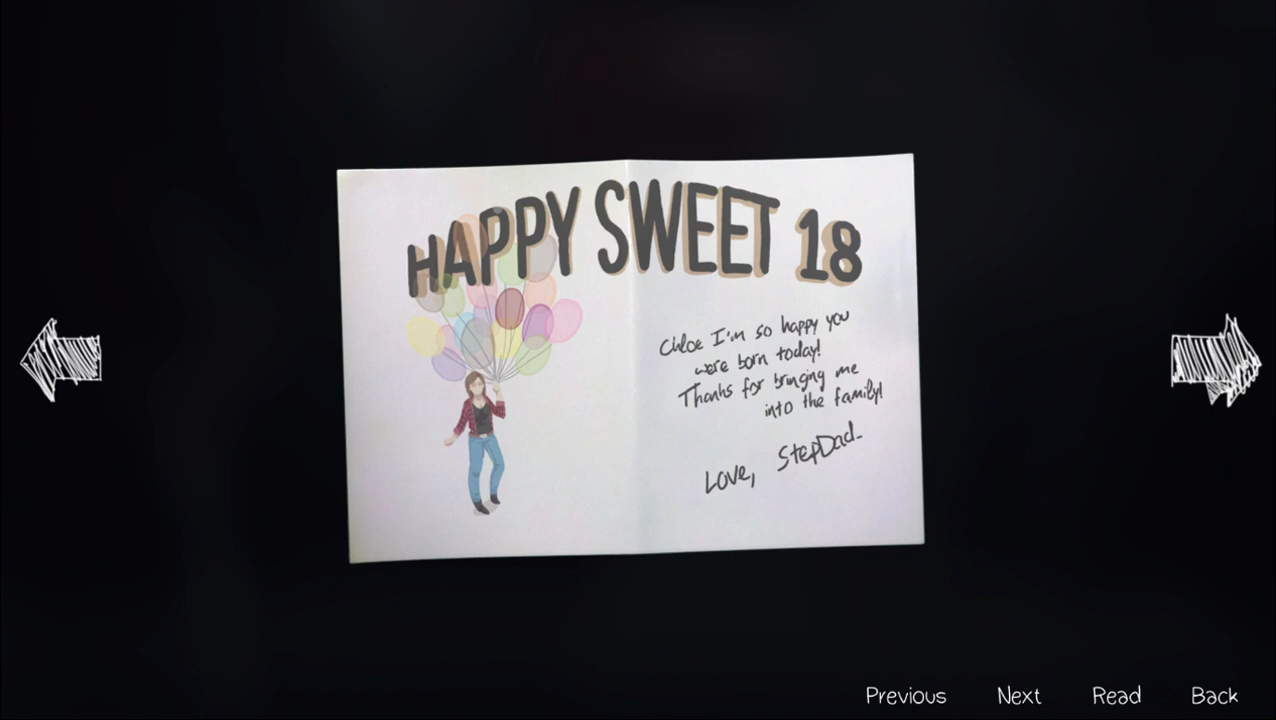 HAPPY SWEET 18
Chloe I'm so happy you
were born today!
Thanks for bringing me
into the family!
Love, StepDad
Previous Next Read Back